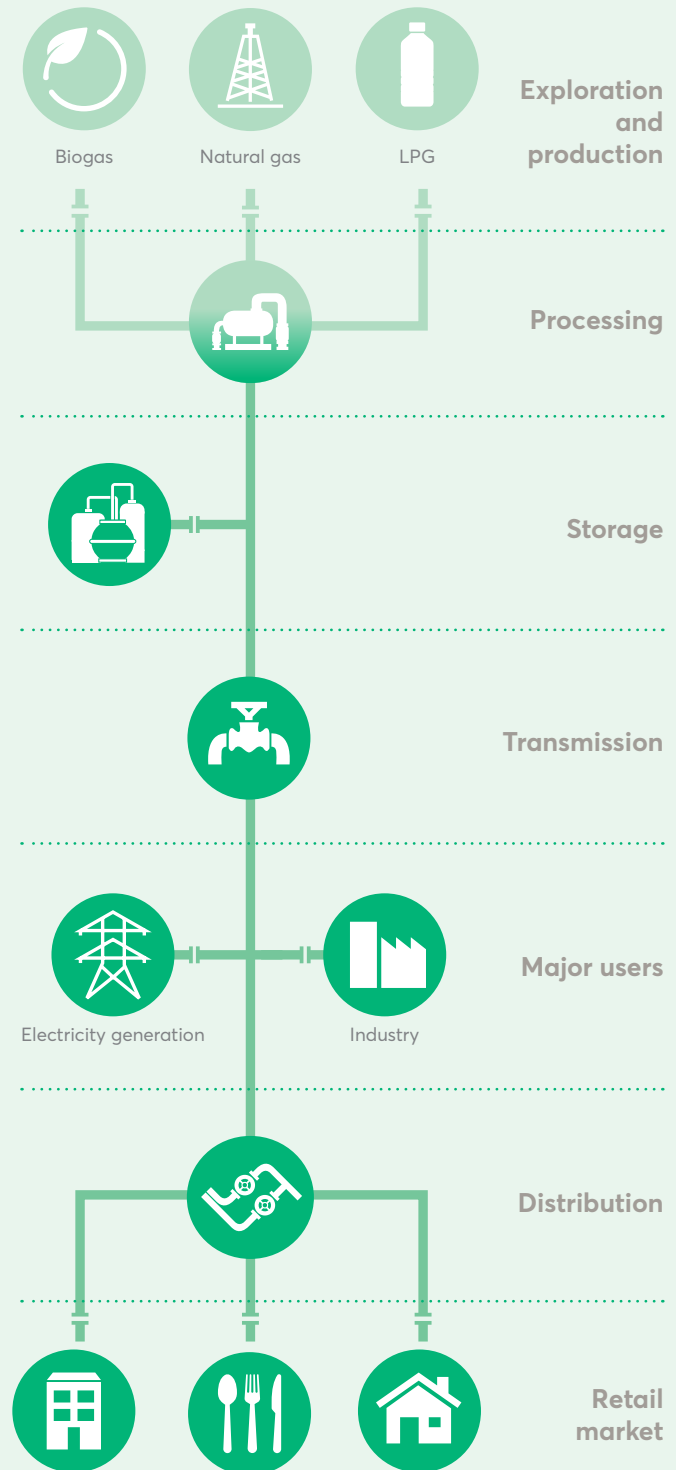 Biogas
Natural gas
LPG
Exploration
and
production
Processing
Storage
Transmission
Major users
Electricity generation
Industry
Distribution
Retail
market